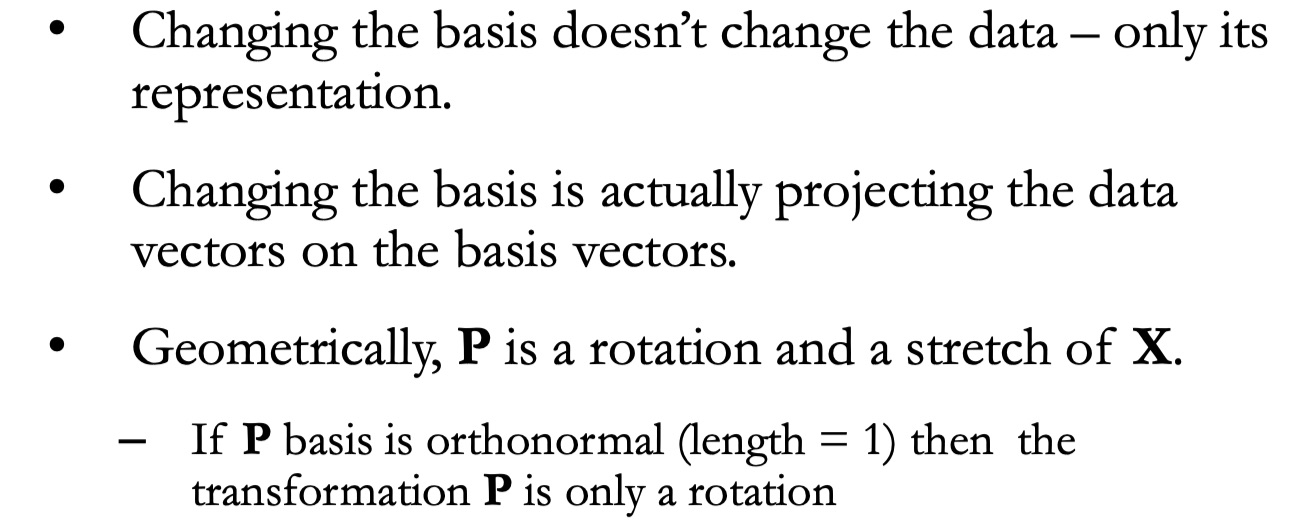 • Changing the basis doesn’t change the data – only its
representation.
• Changing the basis is actually projecting the data
vectors on the basis vectors.
• Geometrically, P is a rotation and a stretch of X.
– If P basis is orthonormal (length = 1) then the
transformation P is only a rotation